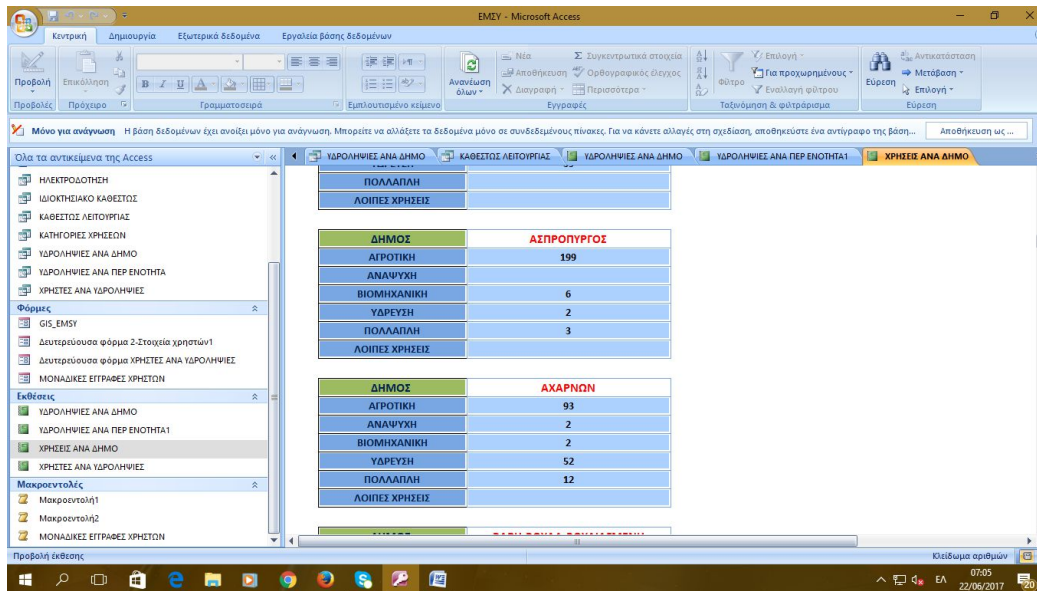 ΕΜΣΥ - Microsoft Access
Κεντρική Δημιουργία Εξωτερικά δεδομένα Εργαλεία βάσης δεδομένων
Προβολή
Επικόλληση
B I U A
Ανανέωση όλων
Νέα
Αποθήκευση
Διαγραφή
Συγκεντρωτικά στοιχεία
Ορθογραφικός έλεγχος
Περισσότερα
Φίλτρο
Επιλογή
Για προχωρημένους
Εναλλαγή φίλτρου
Εύρεση
Αντικατάσταση
Μετάβαση
Επιλογή
Προβολές Πρόχειρο Γραμματοσειρά Εμπλουτισμένο κείμενο Εγγραφές Ταξινόμηση & φιλτράρισμα Εύρεση
Μόνο για ανάγνωση Η βάση δεδομένων έχει ανοίξει μόνο για ανάγνωση. Μπορείτε να αλλάξετε τα δεδομένα μόνο σε συνδεδεμένους πίνακες. Για να κάνετε αλλαγές στη σχεδίαση, αποθηκεύστε ένα αντίγραφο της βάση... Αποθήκευση ως ...
Όλα τα αντικείμενα της Access
ΗΛΕΚΤΡΟΔΟΤΗΣΗ
ΙΔΙΟΚΤΗΣΙΑΚΟ ΚΑΘΕΣΤΩΣ
ΚΑΘΕΣΤΩΣ ΛΕΙΤΟΥΡΓΙΑΣ
ΚΑΤΗΓΟΡΙΕΣ ΧΡΗΣΕΩΝ
ΥΔΡΟΛΗΨΙΕΣ ΑΝΑ ΔΗΜΟ
ΥΔΡΟΛΗΨΙΕΣ ΑΝΑ ΠΕΡ ΕΝΟΤΗΤΑ
ΧΡΗΣΤΕΣ ΑΝΑ ΥΔΡΟΛΗΨΙΕΣ
Φόρμες
GIS_EMSY
Δευτερεύουσα φόρμα 2-Στοιχεία χρηστών1
Δευτερεύουσα φόρμα ΧΡΗΣΤΕΣ ΑΝΑ ΥΔΡΟΛΗΨΙΕΣ
ΜΟΝΑΔΙΚΕΣ ΕΓΓΡΑΦΕΣ ΧΡΗΣΤΩΝ
Εκθέσεις
ΥΔΡΟΛΗΨΙΕΣ ΑΝΑ ΔΗΜΟ
ΥΔΡΟΛΗΨΙΕΣ ΑΝΑ ΠΕΡ ΕΝΟΤΗΤΑ1
ΧΡΗΣΕΙΣ ΑΝΑ ΔΗΜΟ
ΧΡΗΣΤΕΣ ΑΝΑ ΥΔΡΟΛΗΨΙΕΣ
Μακροεντολές
Μακροεντολή1
Μακροεντολή2
ΜΟΝΑΔΙΚΕΣ ΕΓΓΡΑΦΕΣ ΧΡΗΣΤΩΝ
ΥΔΡΟΛΗΨΙΕΣ ΑΝΑ ΔΗΜΟ ΚΑΘΕΣΤΩΣ ΛΕΙΤΟΥΡΓΙΑΣ ΥΔΡΟΛΗΨΙΕΣ ΑΝΑ ΔΗΜΟ ΥΔΡΟΛΗΨΙΕΣ ΑΝΑ ΠΕΡ ΕΝΟΤΗΤΑ1 ΧΡΗΣΕΙΣ ΑΝΑ ΔΗΜΟ
ΠΟΛΛΑΠΛΗ
ΛΟΙΠΕΣ ΧΡΗΣΕΙΣ
ΔΗΜΟΣ ΑΣΠΡΟΠΥΡΓΟΣ
ΑΓΡΟΤΙΚΗ 199
ΑΝΑΨΥΧΗ
ΒΙΟΜΗΧΑΝΙΚΗ 6
ΥΔΡΕΥΣΗ 2
ΠΟΛΛΑΠΛΗ 3
ΛΟΙΠΕΣ ΧΡΗΣΕΙΣ
ΔΗΜΟΣ ΑΧΑΡΝΩΝ
ΑΓΡΟΤΙΚΗ 93
ΑΝΑΨΥΧΗ 2
ΒΙΟΜΗΧΑΝΙΚΗ 2
ΥΔΡΕΥΣΗ 52
ΠΟΛΛΑΠΛΗ 12
ΛΟΙΠΕΣ ΧΡΗΣΕΙΣ
Προβολή έκθεσης Κλείδωμα αριθμών
ΕΛ 07:05
22/06/2017
20